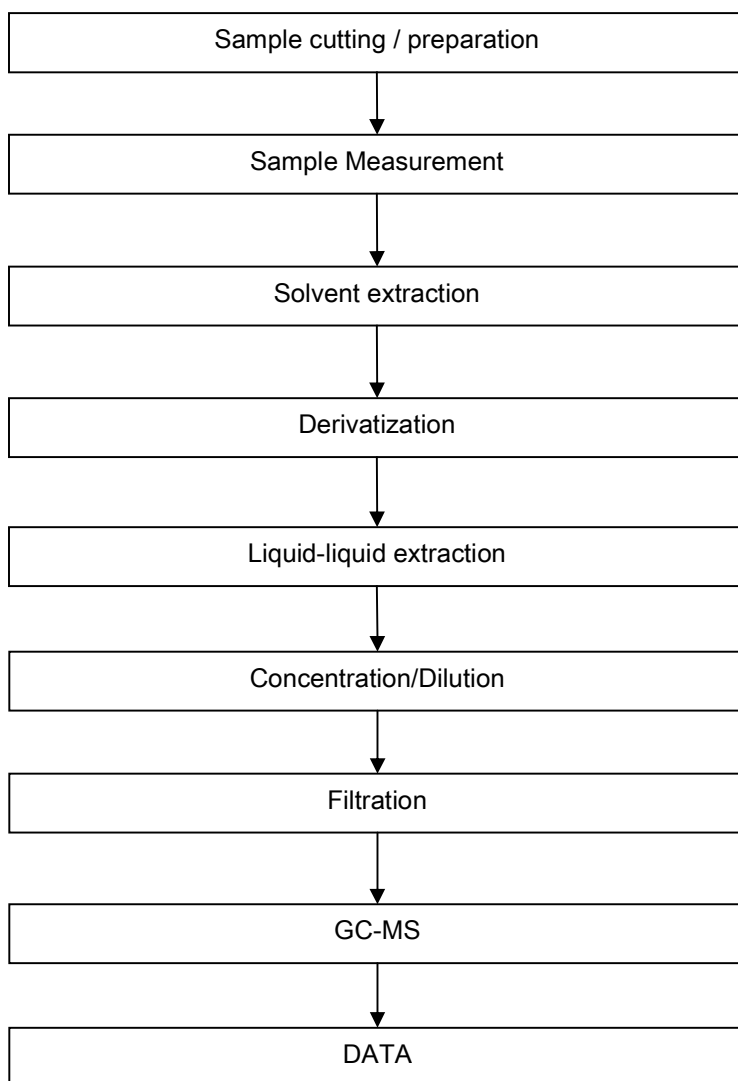 Sample cutting / preparation
Sample Measurement
Solvent extraction
Derivatization
Liquid-liquid extraction
Concentration/Dilution
Filtration
GC-MS
DATA